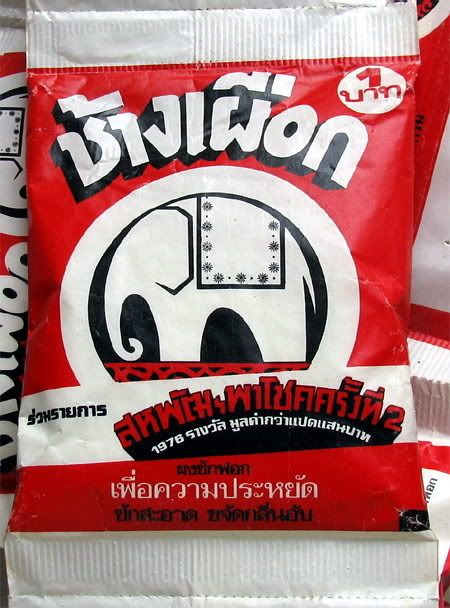 1
บาท
ช้างเผือก
ร่วมรายการ
สหพัฒน์พาโชคครั้งที่ 2
1976 รางวัล มูลค่ากว่าแปดแสนบาท
ผงซักฟอก
เพื่อความประหยัด
ซักสะอาด ขจัดกลิ่นอับ